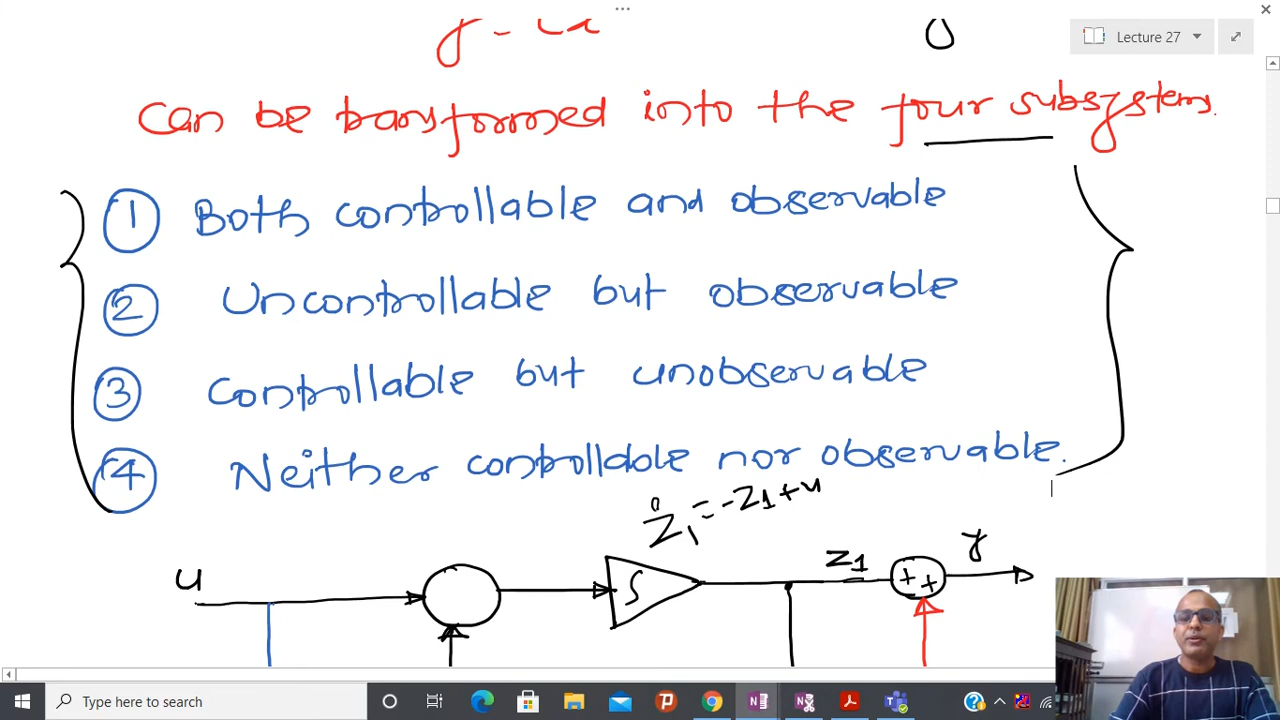 Lecture 27
y = Cx
can be transformed into the four subsystems.
1 Both controllable and observable
2 Uncontrollable but observable
3 Controllable but unobservable
4 Neither controllable nor observable.
ż1 = -z1 + u
u
∫
z1
+ +
y
Type here to search